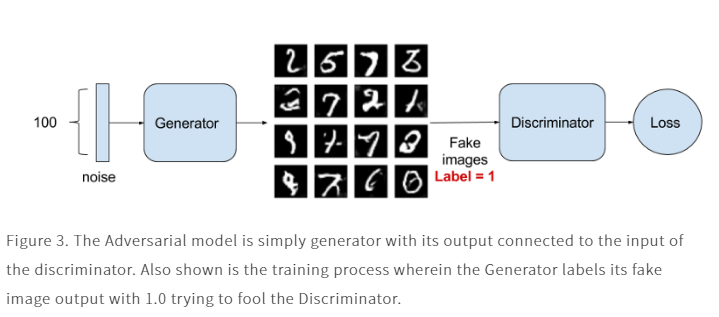 100
noise
Generator
Fake
images
Label = 1
Discriminator
Loss
Figure 3. The Adversarial model is simply generator with its output connected to the input of
the discriminator. Also shown is the training process wherein the Generator labels its fake
image output with 1.0 trying to fool the Discriminator.